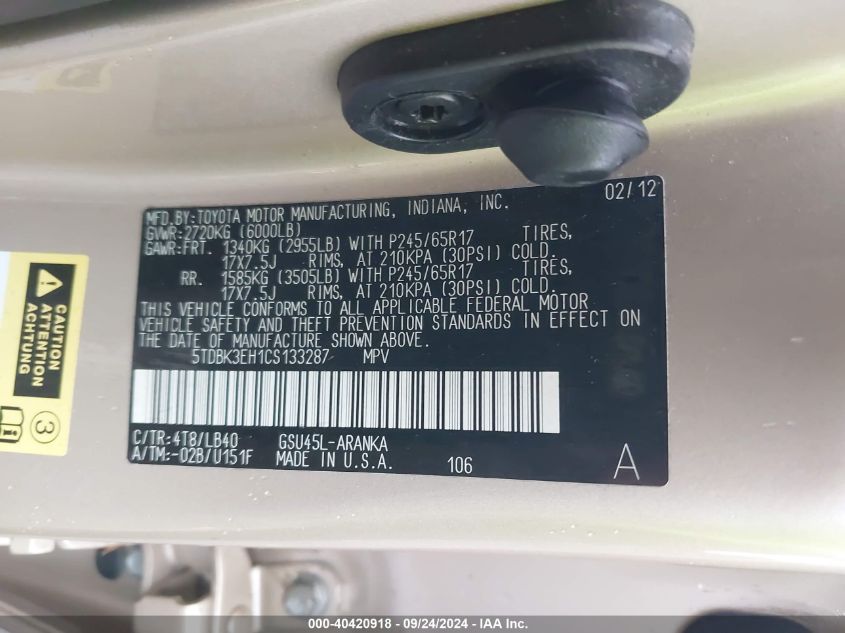 02/12
MFD.BY:TOYOTA MOTOR MANUFACTURING, INDIANA, INC.
GVWR:2720KG (6000LB)
GAWR:FRT. 1340KG (2955LB) WITH P245/65R17 TIRES,
17X7.5J RIMS, AT 210KPA (30PSI) COLD.
RR. 1585KG (3505LB) WITH P245/65R17 TIRES,
17X7.5J RIMS, AT 210KPA (30PSI) COLD.
THIS VEHICLE CONFORMS TO ALL APPLICABLE FEDERAL MOTOR
VEHICLE SAFETY AND THEFT PREVENTION STANDARDS IN EFFECT ON
THE DATE OF MANUFACTURE SHOWN ABOVE.
5TDBK3EH1CS133287 MPV
C/TR:4T8/LB40 GSU45L-ARANKA
A/TM:-02B/U151F MADE IN U.S.A. 106 A
CAUTION
ATTENTION
ACHTUNG
3
000-40420918 - 09/24/2024 - IAA Inc.